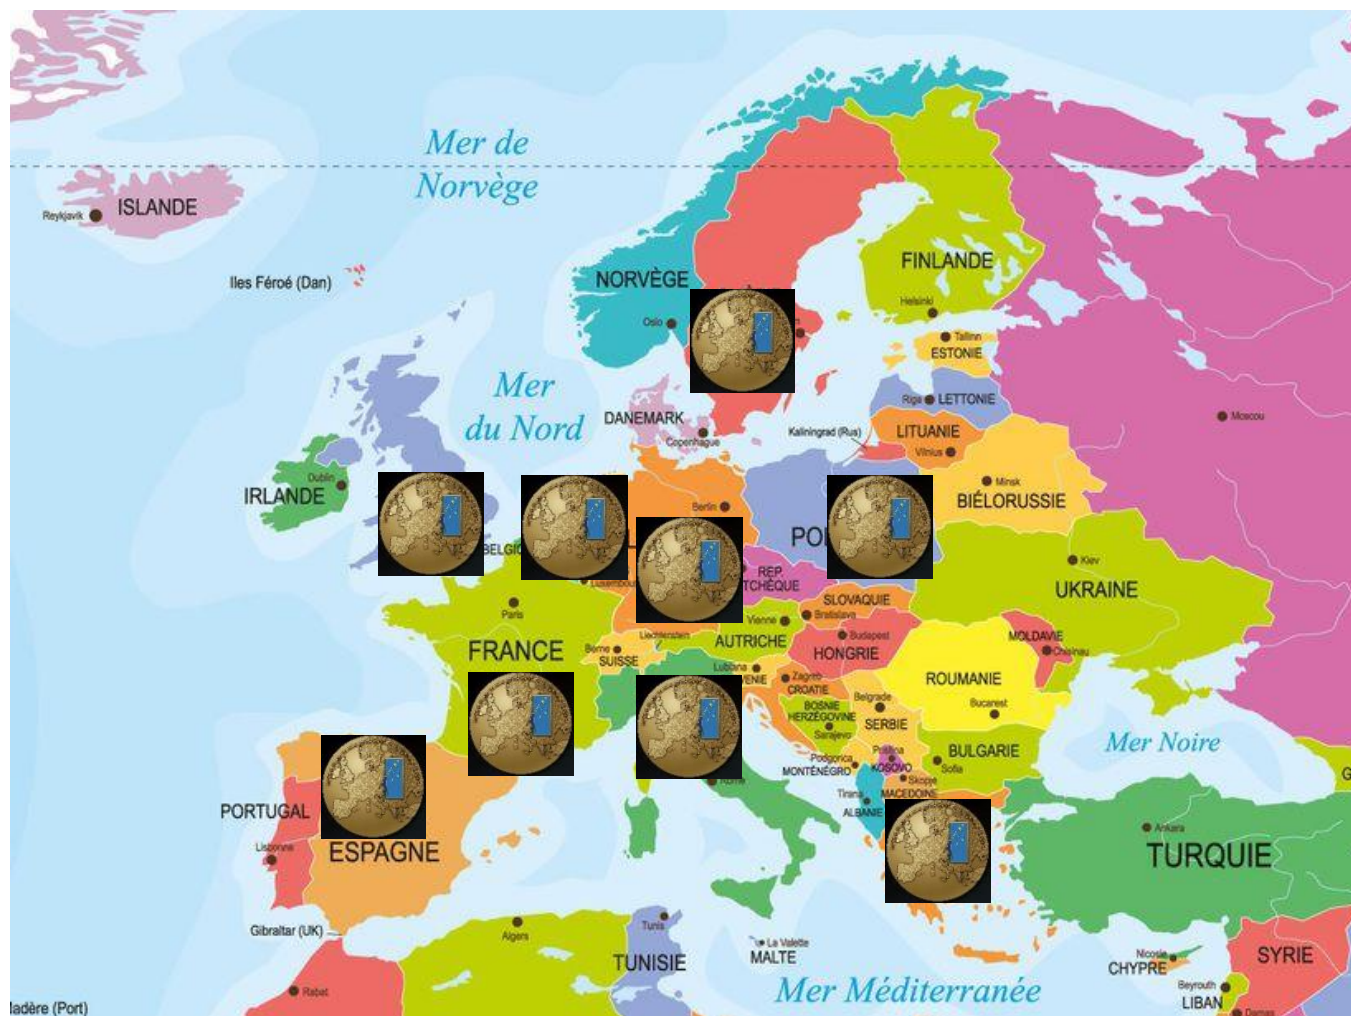 Mer de
Norvège
ISLANDE
Reykjavik
Iles Féroé (Dan)
NORVÈGE
Oslo
FINLANDE
Helsinki
Tallinn
ESTONIE
Riga
LETTONIE
LITUANIE
Vilnius
Kaliningrad (Rus)
Moscou
Mer
du Nord
DANEMARK
Copenhague
Dublin
IRLANDE
Berlin
Minsk
BIÉLORUSSIE
Kiev
UKRAINE
REP.
Paris
FRANCE
Berne
SUISSE
Liechtenstein
Vienne
AUTRICHE
SLOVAQUIE
Bratislava
Budapest
HONGRIE
MOLDAVIE
Chisinau
ROUMANIE
Bucarest
Zagreb
CROATIE
BOSNIE
HERZÉGOVINE
Sarajevo
Belgrade
SERBIE
Podgorica
MONTÉNÉGRO
KOSOVO
Skopje
MACEDOINE
Tirana
ALBANIE
BULGARIE
Sofia
Mer Noire
PORTUGAL
Lisbonne
ESPAGNE
Gibraltar (UK)
Ankara
TURQUIE
Rabat
Alger
Tunis
TUNISIE
La Valette
MALTE
Mer Méditerranée
Nicosie
CHYPRE
Beyrouth
LIBAN
SYRIE
Damas
(Port)